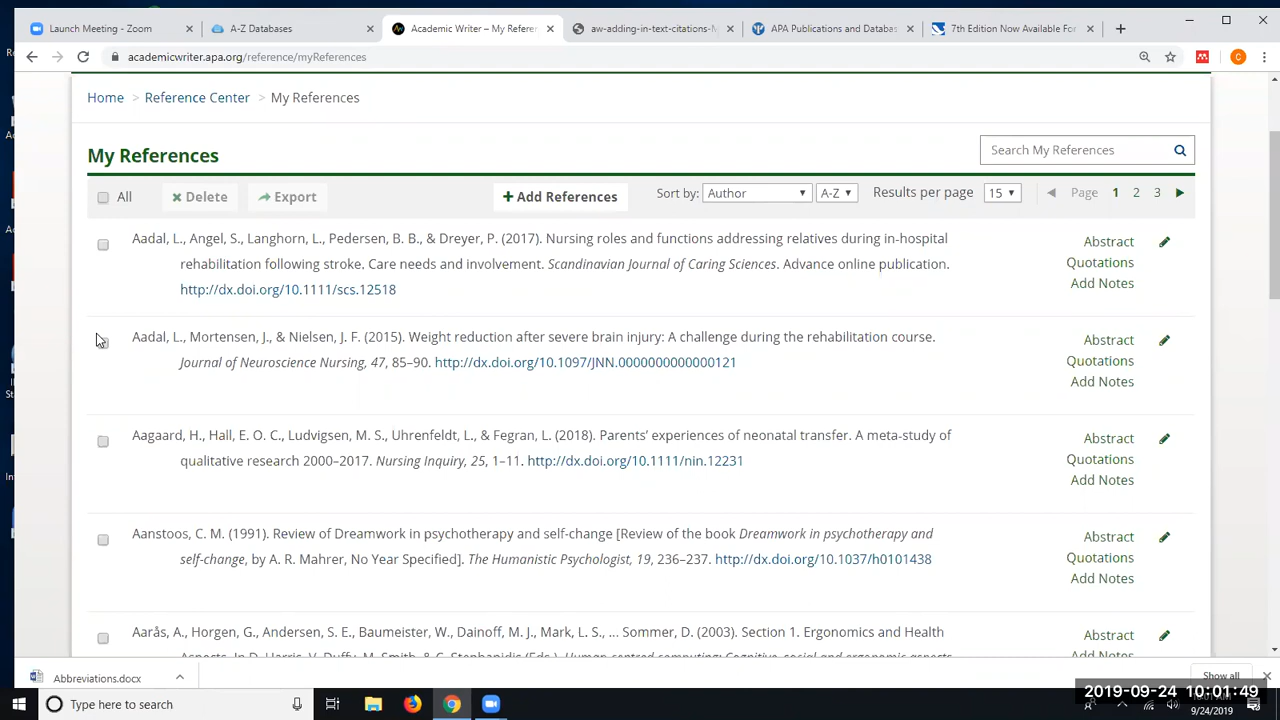 Launch Meeting - Zoom
A-Z Databases
Academic Writer – My Referen
aw-adding-in-text-citations-
APA Publications and Databas
7th Edition Now Available For
academicwriter.apa.org/reference/myReferences
C
Home > Reference Center > My References
My References
Search My References
All
Delete
Export
+ Add References
Sort by: Author A-Z Results per page 15 Page 1 2 3
Aadal, L., Angel, S., Langhorn, L., Pedersen, B. B., & Dreyer, P. (2017). Nursing roles and functions addressing relatives during in-hospital
rehabilitation following stroke. Care needs and involvement. Scandinavian Journal of Caring Sciences. Advance online publication.
http://dx.doi.org/10.1111/scs.12518
Abstract
Quotations
Add Notes
Aadal, L., Mortensen, J., & Nielsen, J. F. (2015). Weight reduction after severe brain injury: A challenge during the rehabilitation course.
Journal of Neuroscience Nursing, 47, 85–90. http://dx.doi.org/10.1097/JNN.0000000000000121
Abstract
Quotations
Add Notes
Aagaard, H., Hall, E. O. C., Ludvigsen, M. S., Uhrenfeldt, L., & Fegran, L. (2018). Parents’ experiences of neonatal transfer. A meta-study of
qualitative research 2000–2017. Nursing Inquiry, 25, 1–11. http://dx.doi.org/10.1111/nin.12231
Abstract
Quotations
Add Notes
Aanstoos, C. M. (1991). Review of Dreamwork in psychotherapy and self-change [Review of the book Dreamwork in psychotherapy and
self-change, by A. R. Mahrer, No Year Specified]. The Humanistic Psychologist, 19, 236–237. http://dx.doi.org/10.1037/h0101438
Abstract
Quotations
Add Notes
Aarås, A., Horgen, G., Andersen, S. E., Baumeister, W., Dainoff, M. J., Mark, L. S., ... Sommer, D. (2003). Section 1. Ergonomics and Health
Abstract
Abbreviations.docx
Show all
2019-09-24 10:01:49
Type here to search
9/24/2019